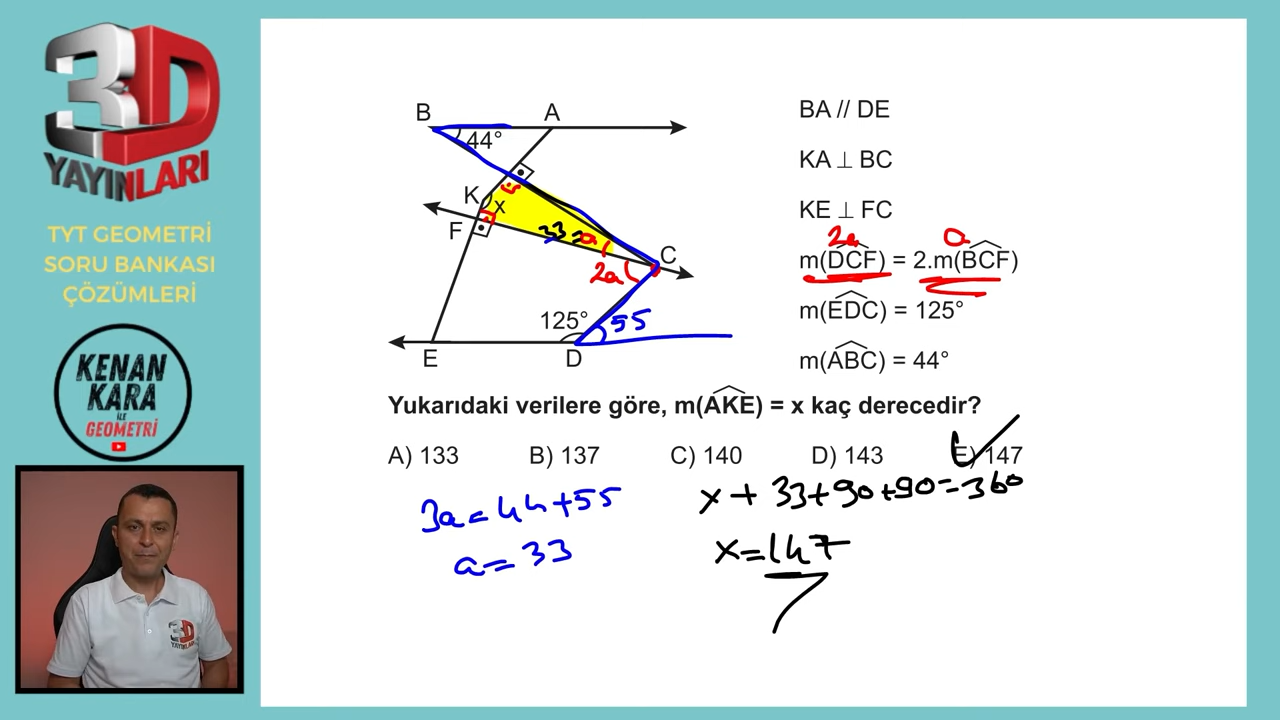 3D
YAYINLARI
TYT GEOMETRİ
SORU BANKASI
ÇÖZÜMLERİ
KENAN
KARA
İLE
GEOMETRİ
3D
YAYINLARI
B
A
44°
K
x
F
33=a
2a
C
125°
55
E
D
BA // DE
KA ⊥ BC
KE ⊥ FC
2a
a
m(DCF) = 2.m(BCF)
m(EDC) = 125°
m(ABC) = 44°
Yukarıdaki verilere göre, m(AKE) = x kaç derecedir?
A) 133 B) 137 C) 140 D) 143 E) 147
3a=44+55
a=33
x+33+90+90=360
x=147